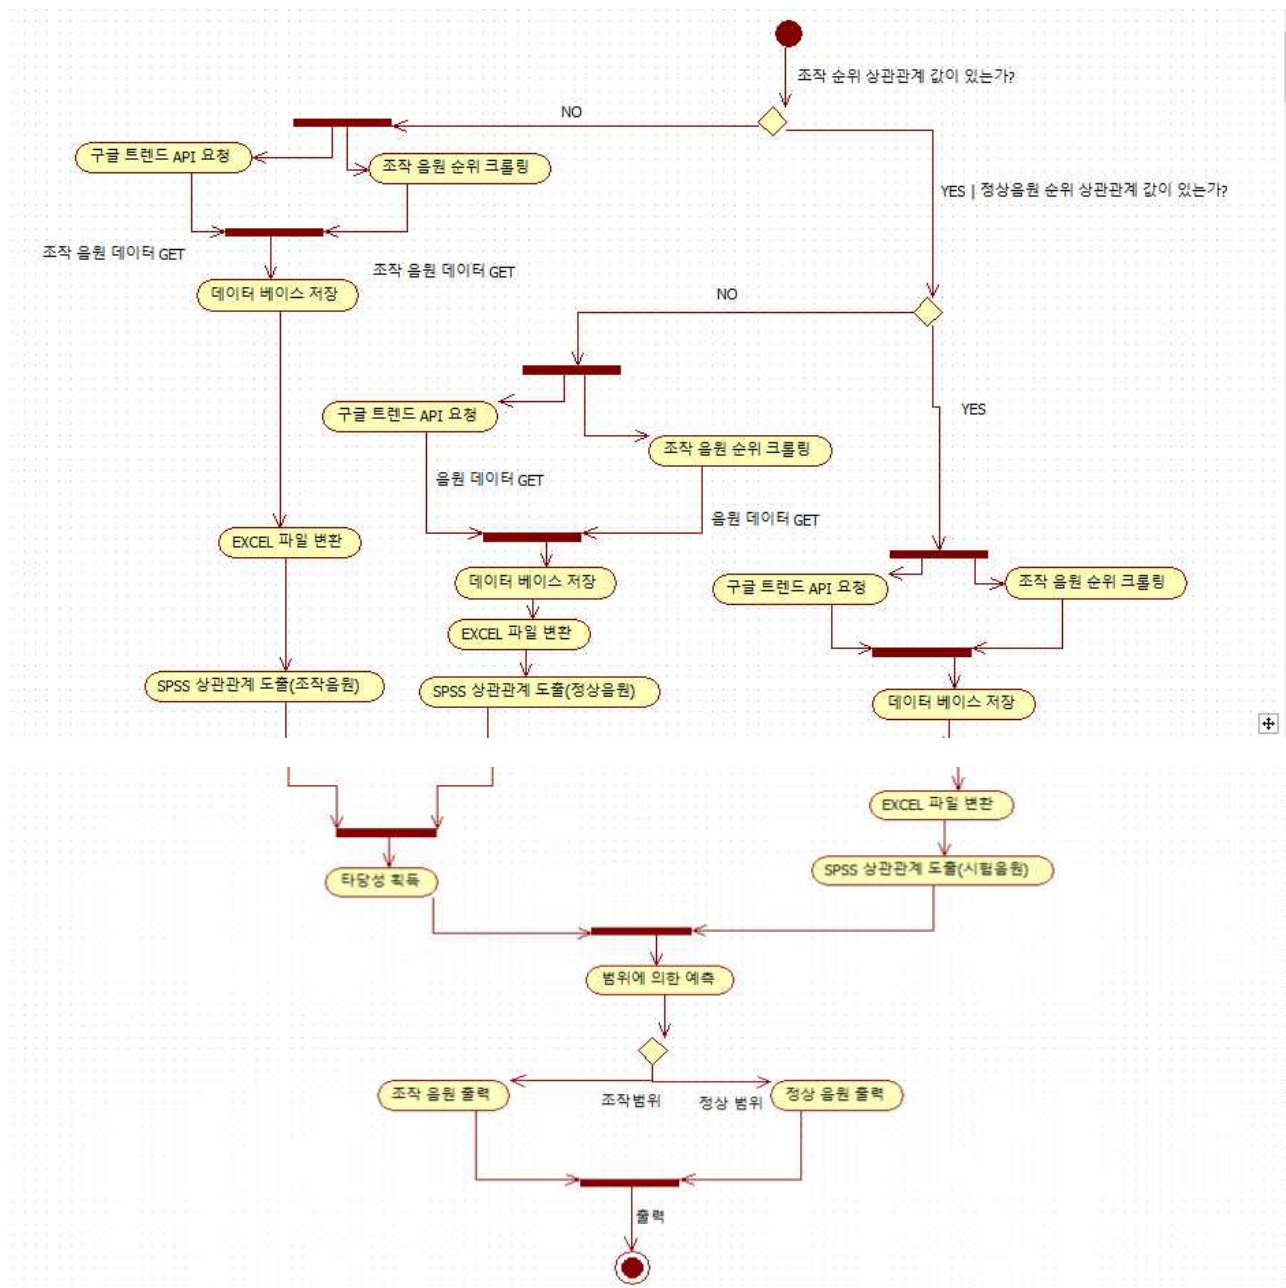 조작 순위 상관관계 값이 있는가?
NO
구글 트렌드 API 요청
조작 음원 순위 크롤링
YES | 정상음원 순위 상관관계 값이 있는가?
조작 음원 데이터 GET
조작 음원 데이터 GET
데이터 베이스 저장
NO
구글 트렌드 API 요청
YES
조작 음원 순위 크롤링
음원 데이터 GET
음원 데이터 GET
EXCEL 파일 변환
데이터 베이스 저장
구글 트렌드 API 요청
조작 음원 순위 크롤링
EXCEL 파일 변환
SPSS 상관관계 도출(조작음원)
SPSS 상관관계 도출(정상음원)
데이터 베이스 저장
EXCEL 파일 변환
타당성 획득
SPSS 상관관계 도출(시험음원)
범위에 의한 예측
조작 음원 출력
조작범위
정상 범위
정상 음원 출력
출력